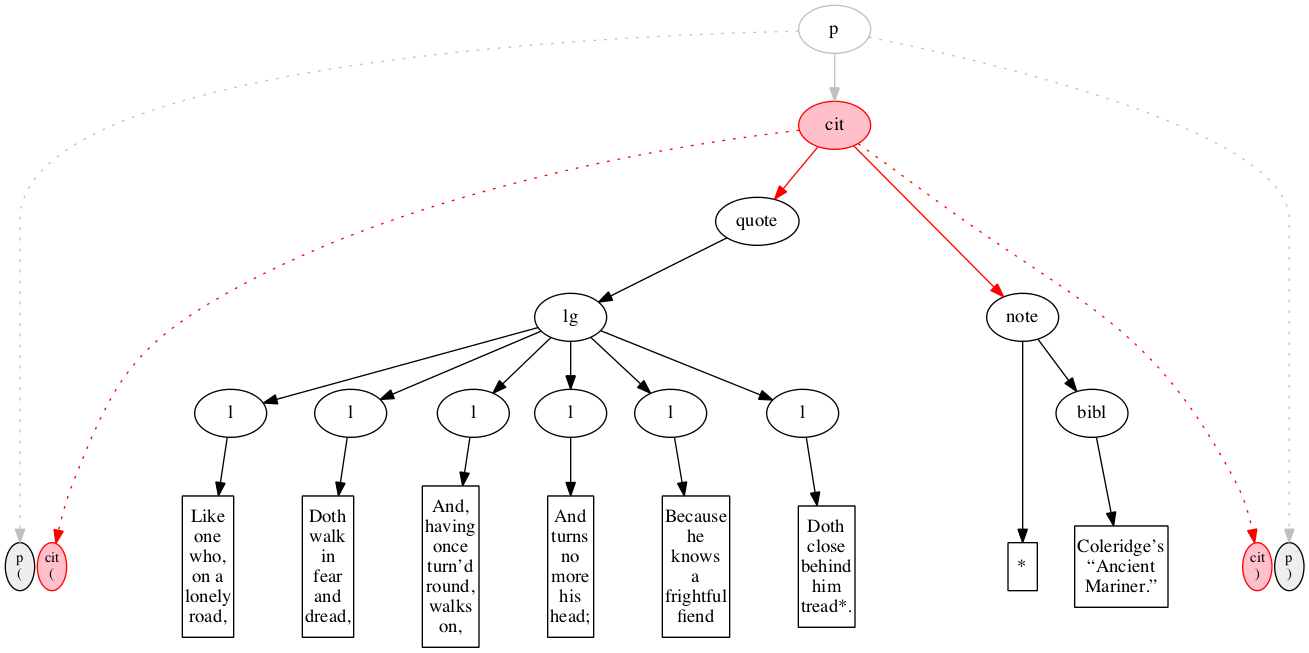 p
cit
quote
lg
note
l
l
l
l
l
l
bibl
Like
one
who,
on a
lonely
road,
Doth
walk
in
fear
and
dread,
And,
having
once
turn’d
round,
walks
on,
And
turns
no
more
his
head;
Because
he
knows
a
frightful
fiend
Doth
close
behind
him
tread*.
*
Coleridge’s
“Ancient
Mariner.”
p
(
cit
(
cit
)
p
)